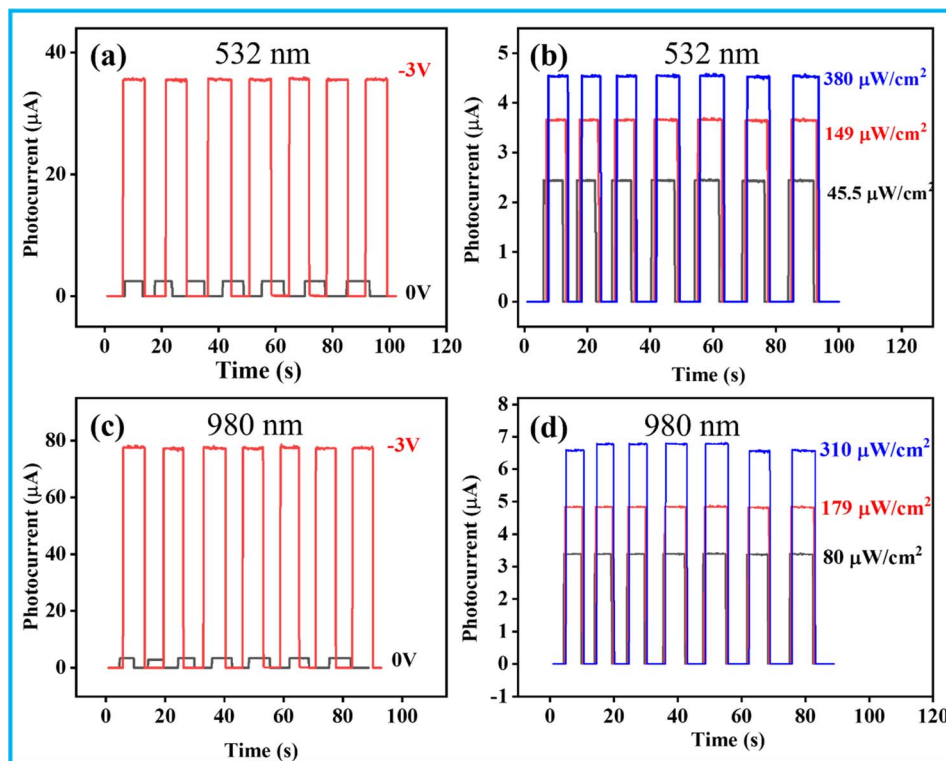 (a)
532 nm
-3V
0V
40
20
0
Photocurrent (μA)
0
20
40
60
80
100
120
Time (s)
(b)
532 nm
380 μW/cm²
149 μW/cm²
45.5 μW/cm²
5
4
3
2
1
0
Photocurrent (μA)
0
20
40
60
80
100
120
Time (s)
(c)
980 nm
-3V
0V
80
60
40
20
0
Photocurrent (μA)
0
20
40
60
80
100
Time (s)
(d)
980 nm
310 μW/cm²
179 μW/cm²
80 μW/cm²
8
7
6
5
4
3
2
1
0
-1
Photocurrent (μA)
0
20
40
60
80
100
120
Time (s)